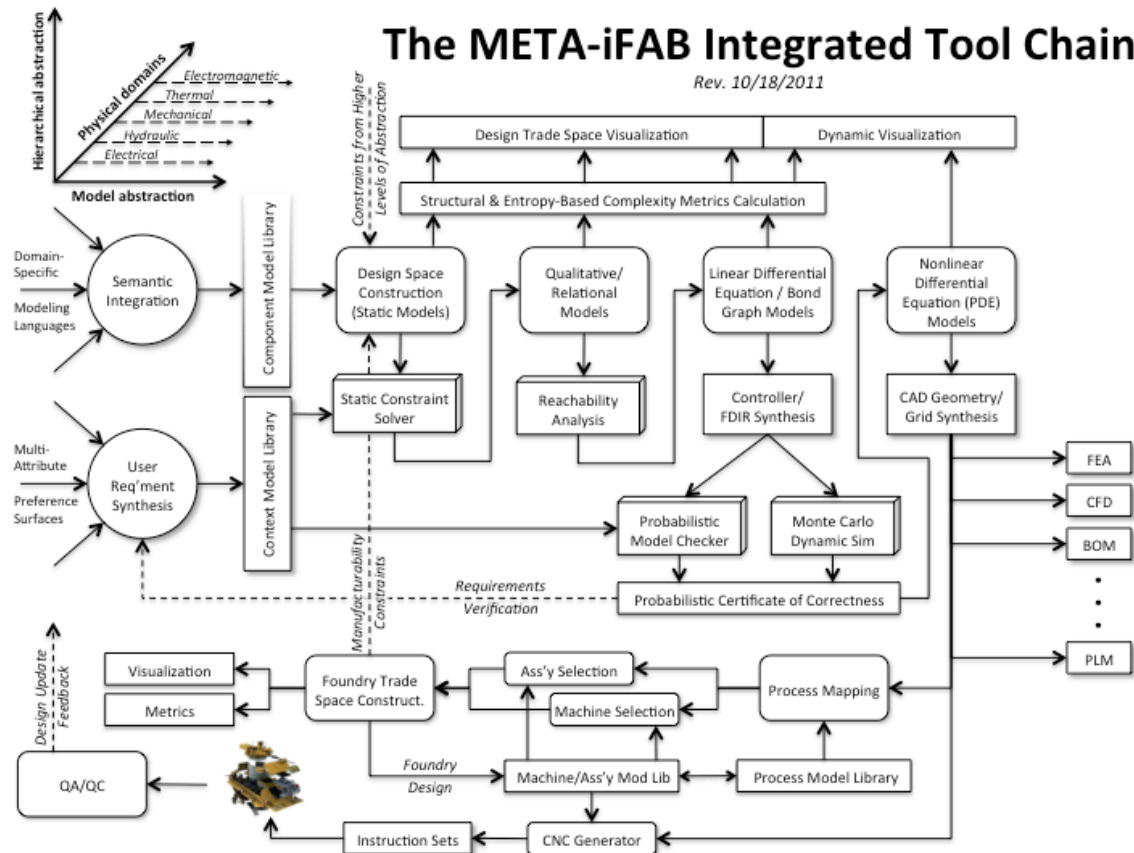 The META-iFAB Integrated Tool Chain
Rev. 10/18/2011
Hierarchical abstraction
Physical domains
Electromagnetic
Thermal
Mechanical
Hydraulic
Electrical
Model abstraction
Constraints from Higher
Levels of Abstraction
Design Trade Space Visualization
Dynamic Visualization
Structural & Entropy-Based Complexity Metrics Calculation
Domain-
Specific
Modeling
Languages
Semantic
Integration
Component Model Library
Design Space
Construction
(Static Models)
Qualitative/
Relational
Models
Linear Differential
Equation / Bond
Graph Models
Nonlinear
Differential
Equation (PDE)
Models
Static Constraint
Solver
Reachability
Analysis
Controller/
FDIR Synthesis
CAD Geometry/
Grid Synthesis
Multi-
Attribute
Preference
Surfaces
User
Req'ment
Synthesis
Context Model Library
Probabilistic
Model Checker
Monte Carlo
Dynamic Sim
FEA
CFD
BOM
PLM
Requirements
Verification
Probabilistic Certificate of Correctness
Manufacturability
Constraints
Design Update
Feedback
Visualization
Metrics
Foundry Trade
Space Construct.
Ass'y Selection
Machine Selection
Process Mapping
QA/QC
Foundry
Design
Machine/Ass'y Mod Lib
Process Model Library
Instruction Sets
CNC Generator